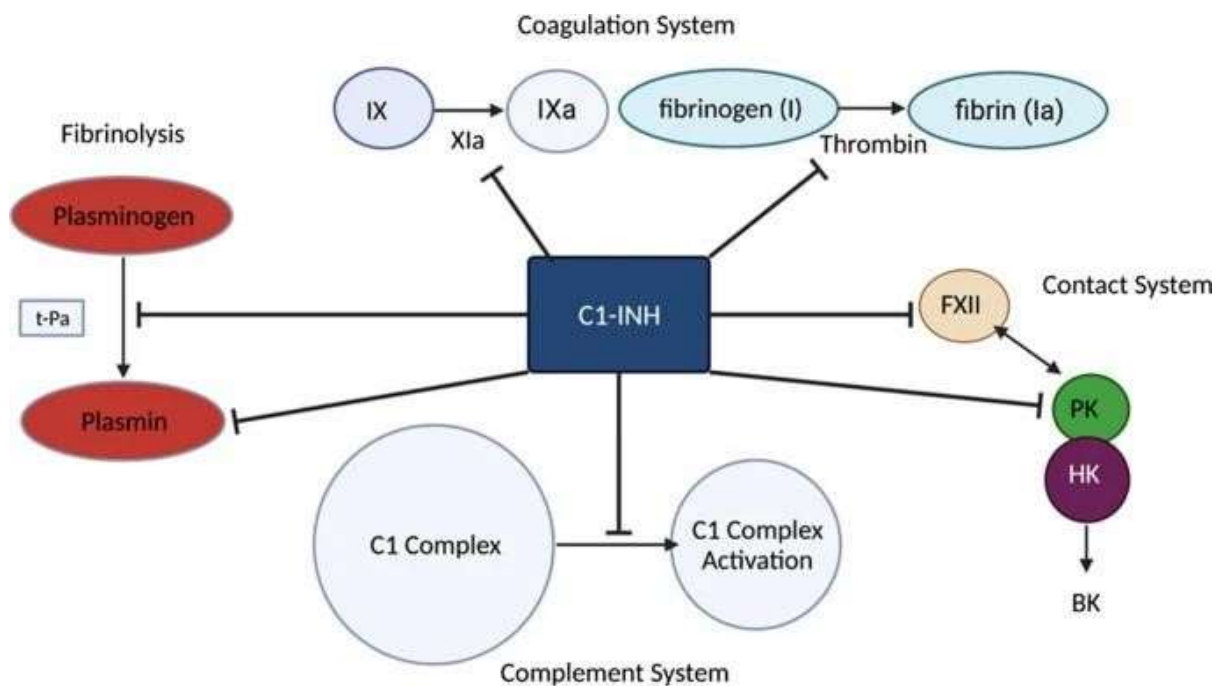 Coagulation System
IX
XIa
IXa
fibrinogen (I)
Thrombin
fibrin (Ia)
Fibrinolysis
Plasminogen
t-Pa
Plasmin
C1-INH
FXII
Contact System
PK
HK
BK
C1 Complex
C1 Complex
Activation
Complement System